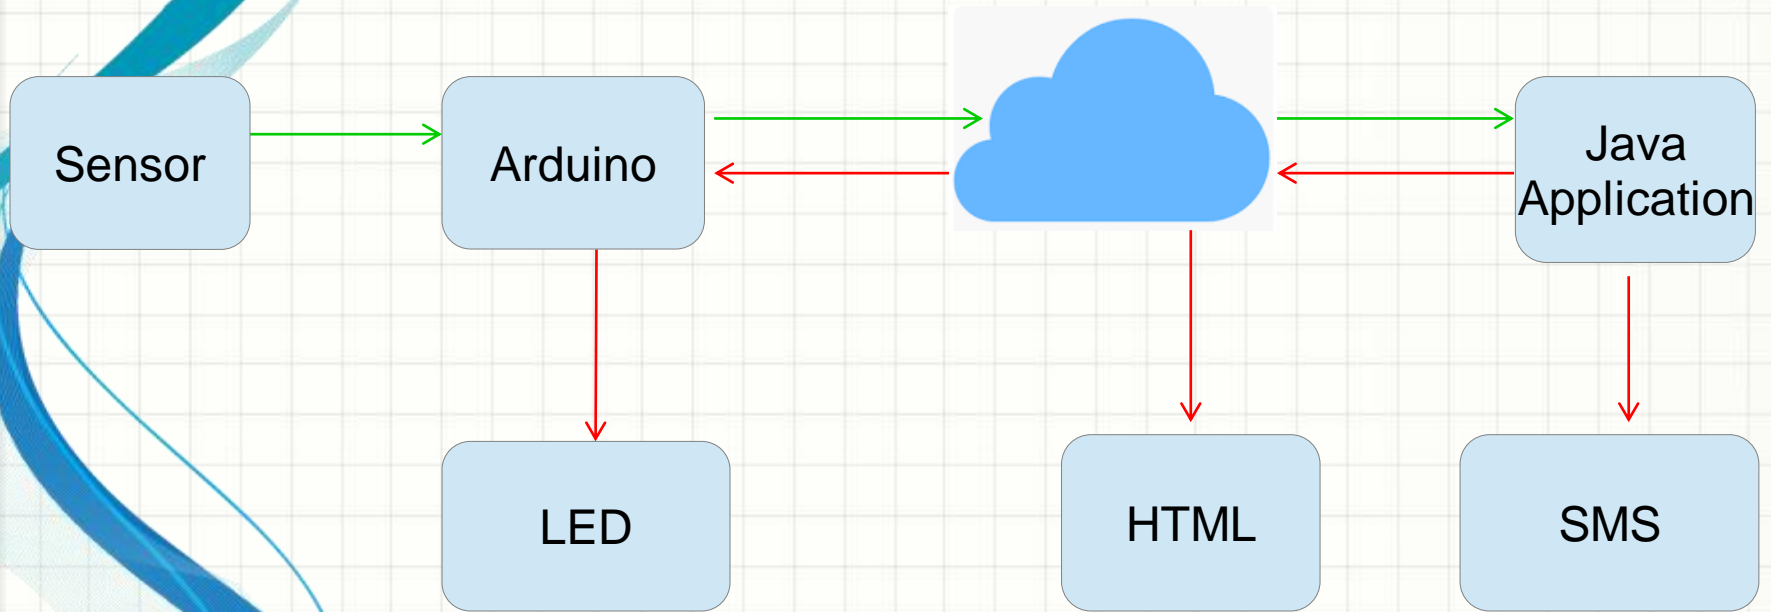 Sensor
Arduino
Java
Application
LED
HTML
SMS